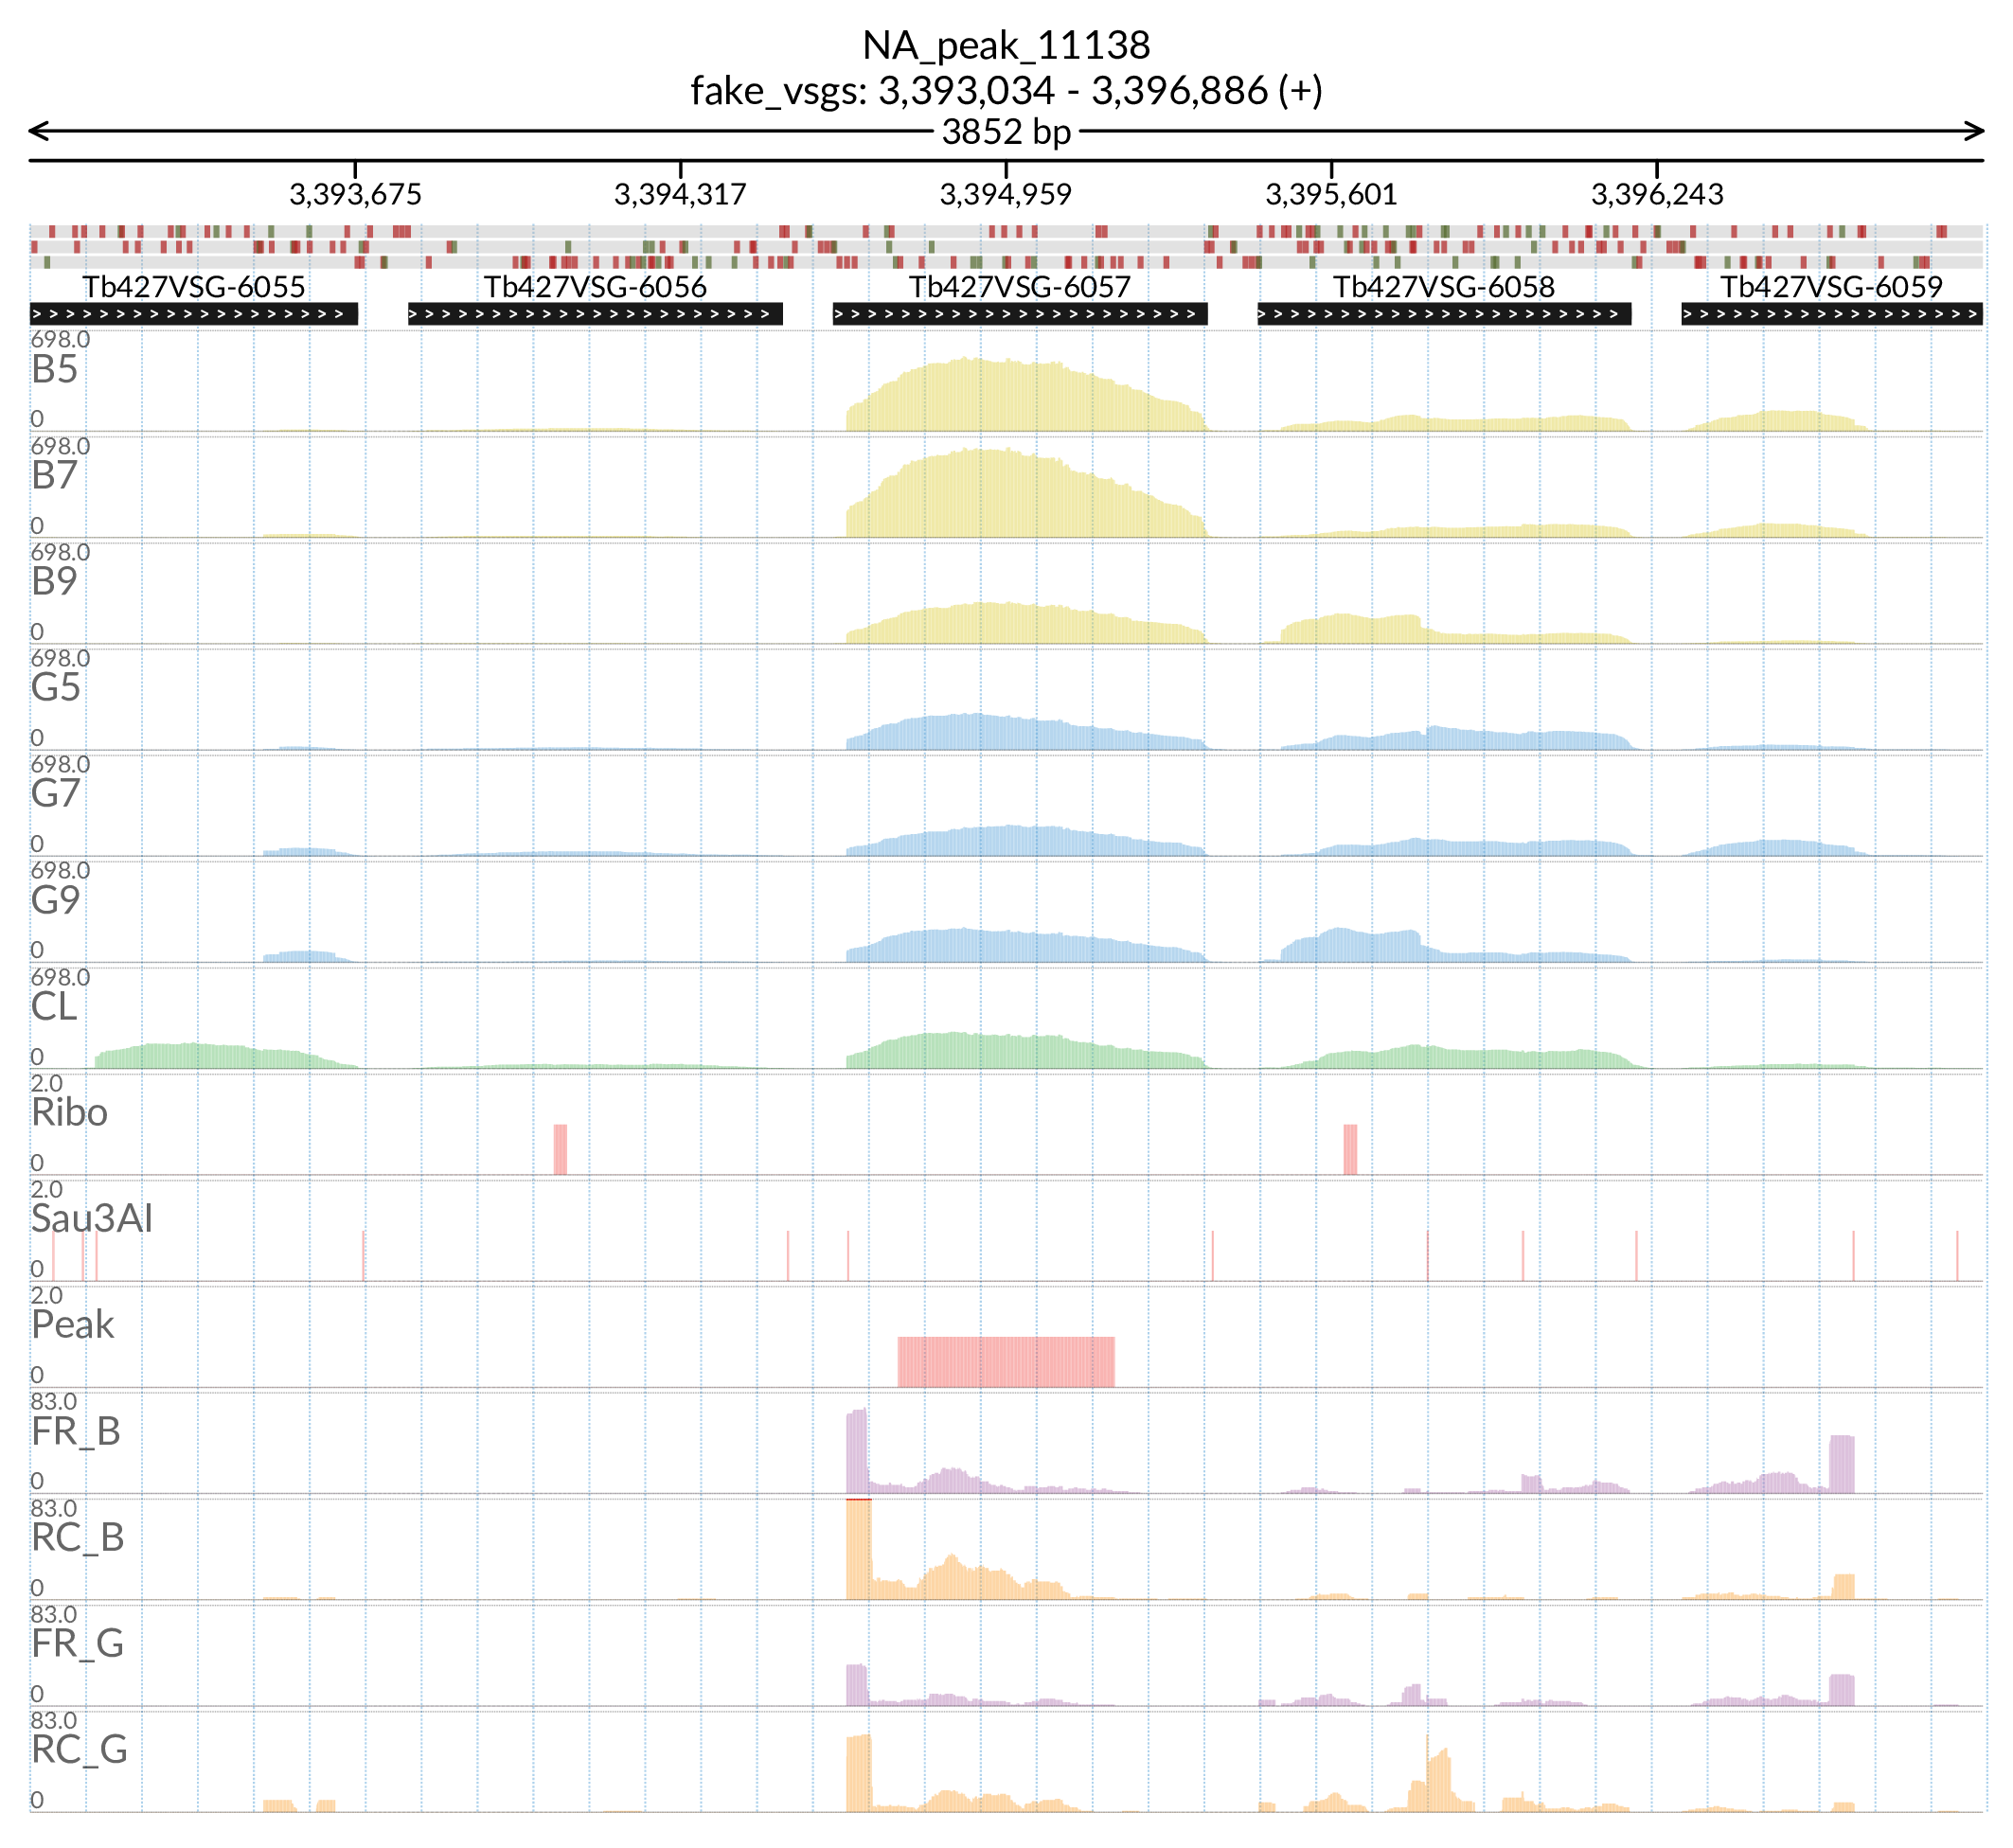 NA_peak_11138
fake_vsgs: 3,393,034 - 3,396,886 (+)
3852 bp
3,393,675 3,394,317 3,394,959 3,395,601 3,396,243
Tb427VSG-6055 Tb427VSG-6056 Tb427VSG-6057 Tb427VSG-6058 Tb427VSG-6059
698.0
B5
0
698.0
B7
0
698.0
B9
0
698.0
G5
0
698.0
G7
0
698.0
G9
0
698.0
CL
0
2.0
Ribo
0
2.0
Sau3AI
0
2.0
Peak
0
83.0
FR_B
0
83.0
RC_B
0
83.0
FR_G
0
83.0
RC_G
0